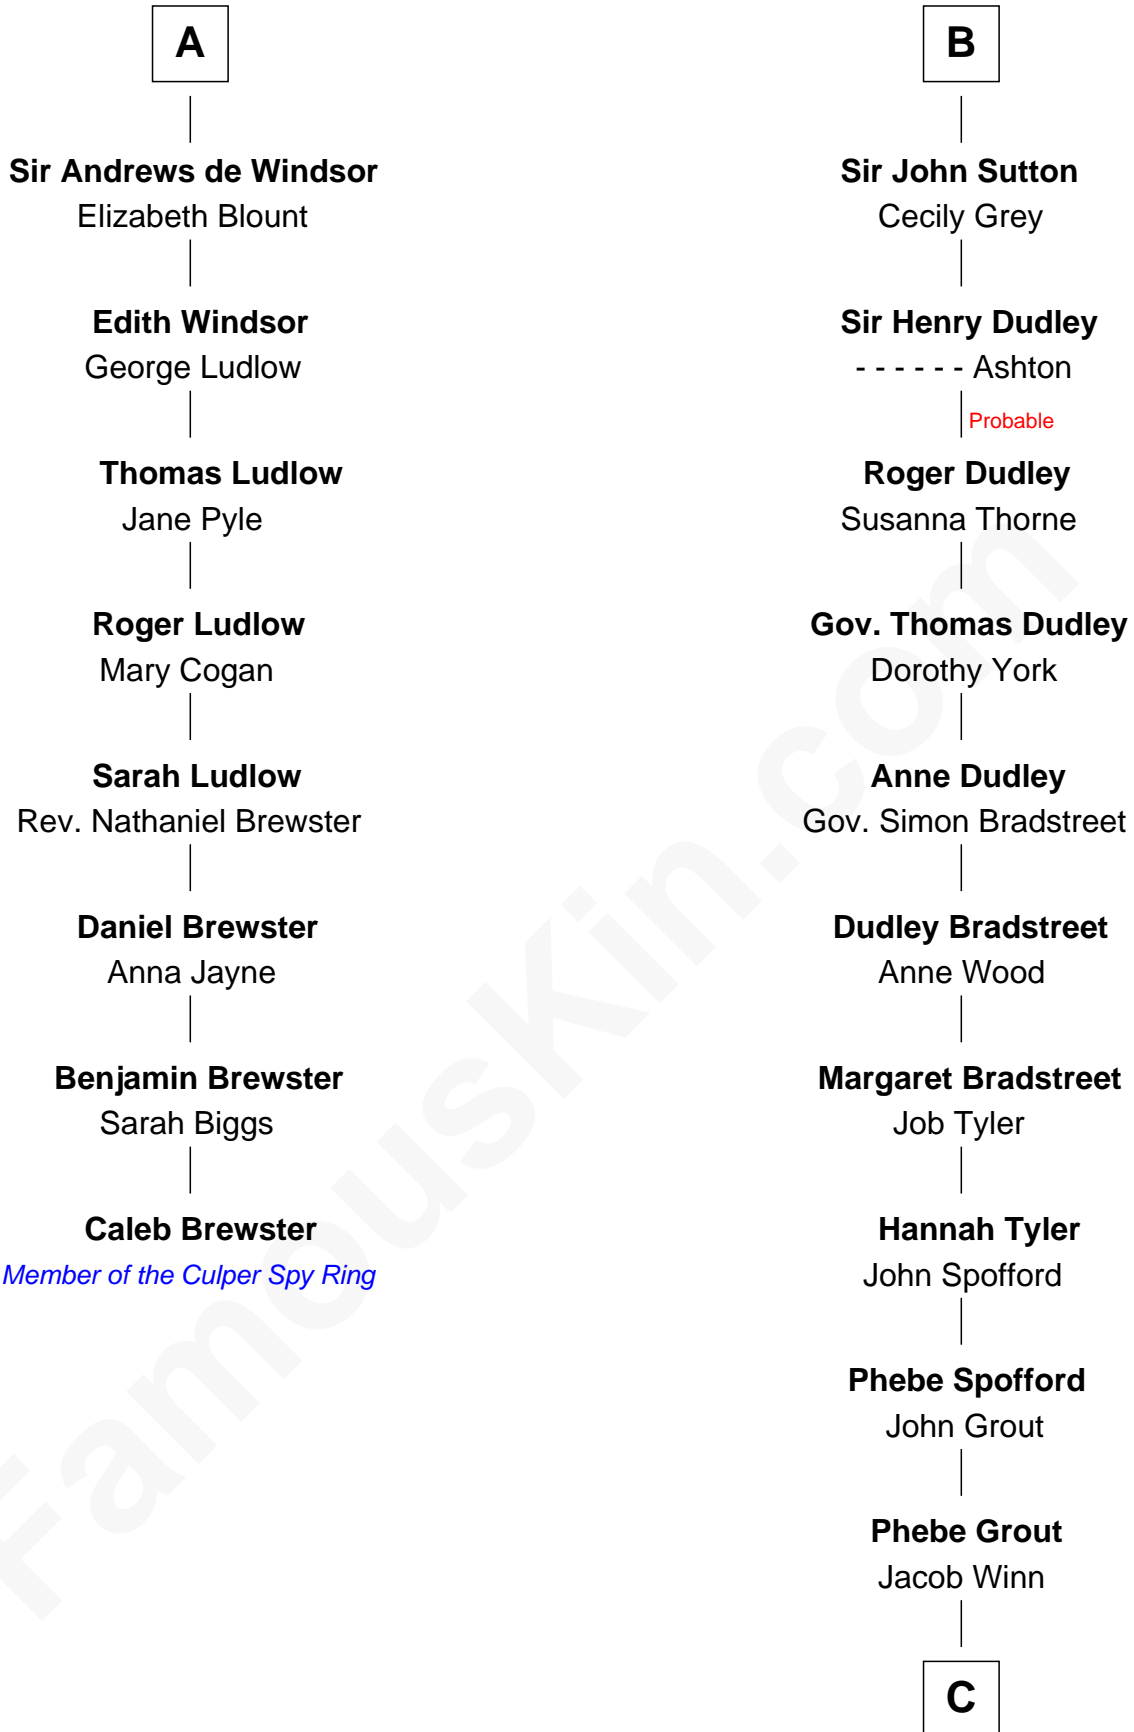 A
Sir Andrews de Windsor
Elizabeth Blount
Edith Windsor
George Ludlow
Thomas Ludlow
Jane Pyle
Roger Ludlow
Mary Cogan
Sarah Ludlow
Rev. Nathaniel Brewster
Daniel Brewster
Anna Jayne
Benjamin Brewster
Sarah Biggs
Caleb Brewster
Member of the Culper Spy Ring
B
Sir John Sutton
Cecily Grey
Sir Henry Dudley
- - - - - - Ashton
Probable
Roger Dudley
Susanna Thorne
Gov. Thomas Dudley
Dorothy York
Anne Dudley
Gov. Simon Bradstreet
Dudley Bradstreet
Anne Wood
Margaret Bradstreet
Job Tyler
Hannah Tyler
John Spofford
Phebe Spofford
John Grout
Phebe Grout
Jacob Winn
C
FamousKin.com